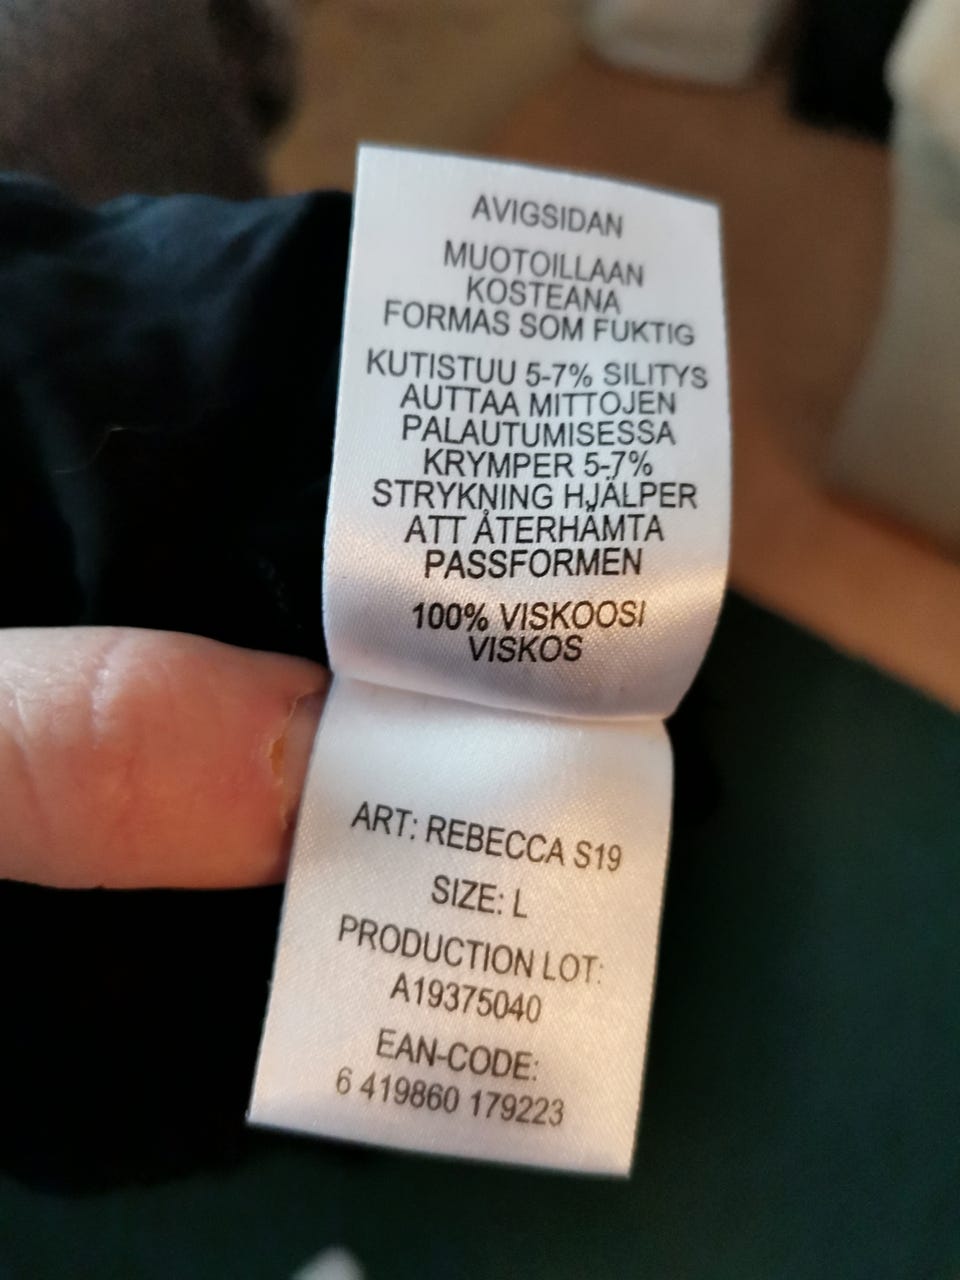 AVIGSIDAN
MUOTOILLAAN
KOSTEANA
FORMAS SOM FUKTIG
KUTISTUU 5-7% SILITYS
AUTTAA MITTOJEN
PALAUTUMISESSA
KRYMPER 5-7%
STRYKNING HJÄLPER
ATT ÅTERHÄMTA
PASSFORMEN
100% VISKOOSI
VISKOS
ART: REBECCA S19
SIZE: L
PRODUCTION LOT:
A19375040
EAN-CODE:
6 419860 179223